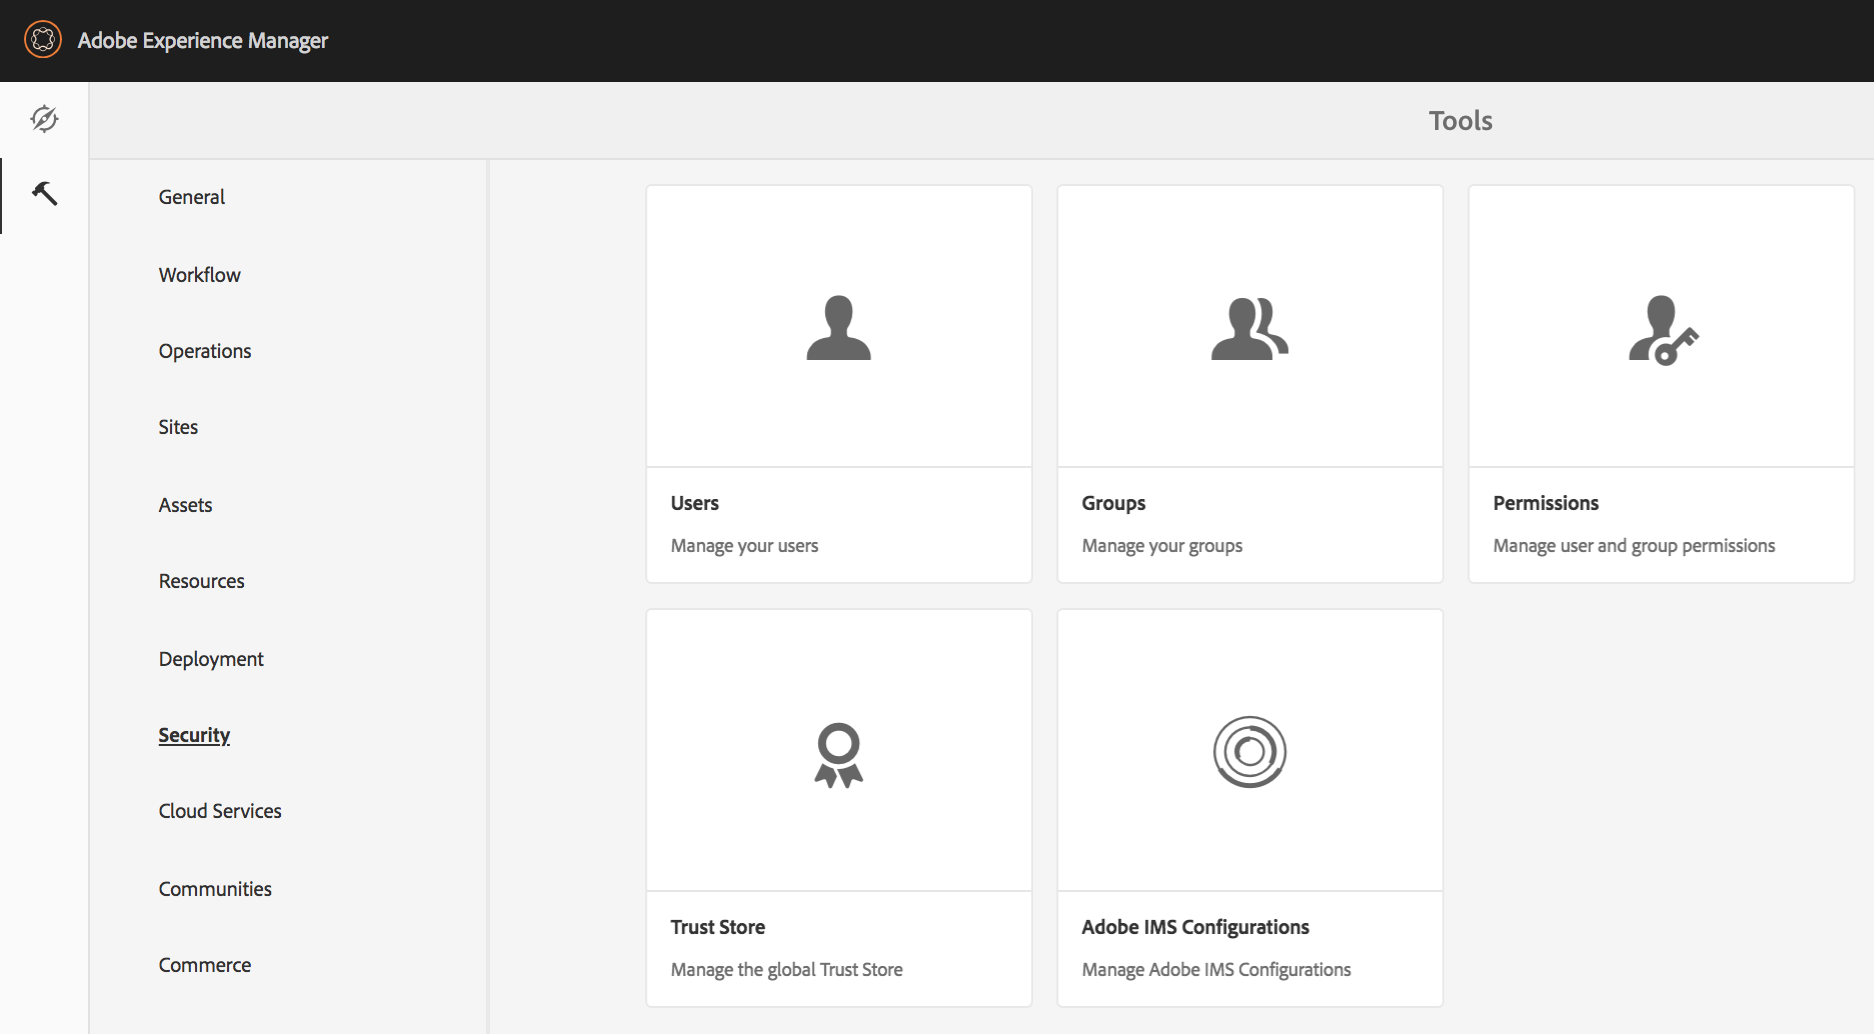 Adobe Experience Manager
Tools
General
Workflow
Operations
Sites
Assets
Resources
Deployment
Security
Cloud Services
Communities
Commerce
Users
Manage your users
Groups
Manage your groups
Permissions
Manage user and group permissions
Trust Store
Manage the global Trust Store
Adobe IMS Configurations
Manage Adobe IMS Configurations